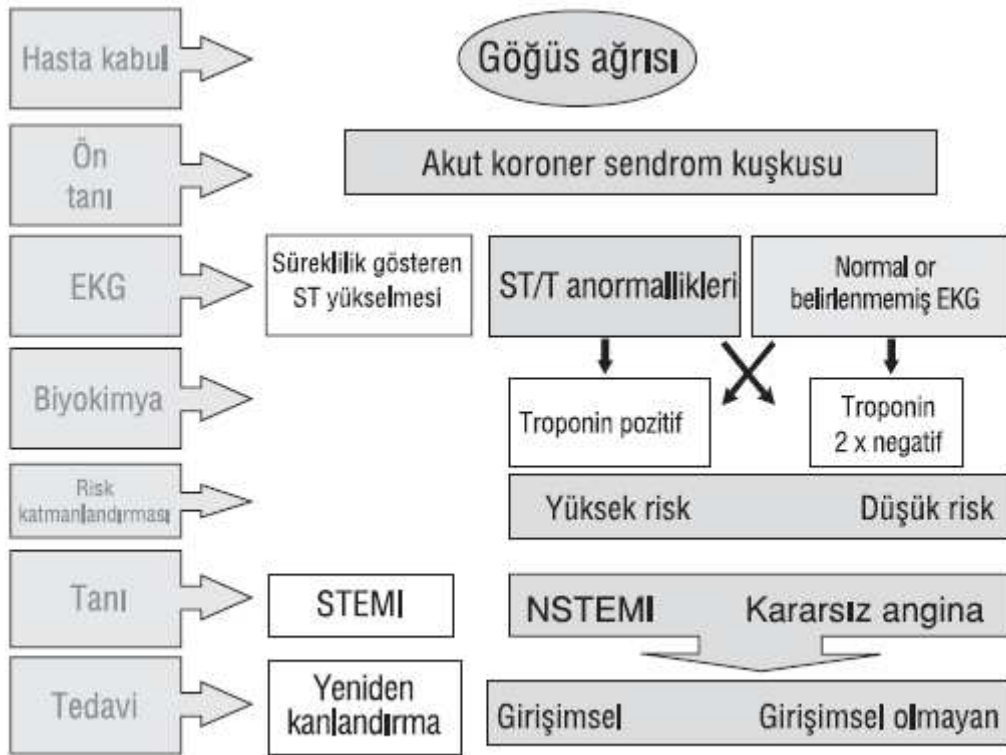 Hasta kabul
Göğüs ağrısı
Ön
tanı
Akut koroner sendrom kuşkusu
EKG
Süreklilik gösteren
ST yükselmesi
ST/T anormallikleri
Normal or
belirlenmemiş EKG
Biyokimya
Troponin pozitif
Troponin
2 x negatif
Risk
katmanlandırması
Yüksek risk
Düşük risk
Tanı
STEMI
NSTEMI
Kararsız angina
Tedavi
Yeniden
kanlandırma
Girişimsel
Girişimsel olmayan